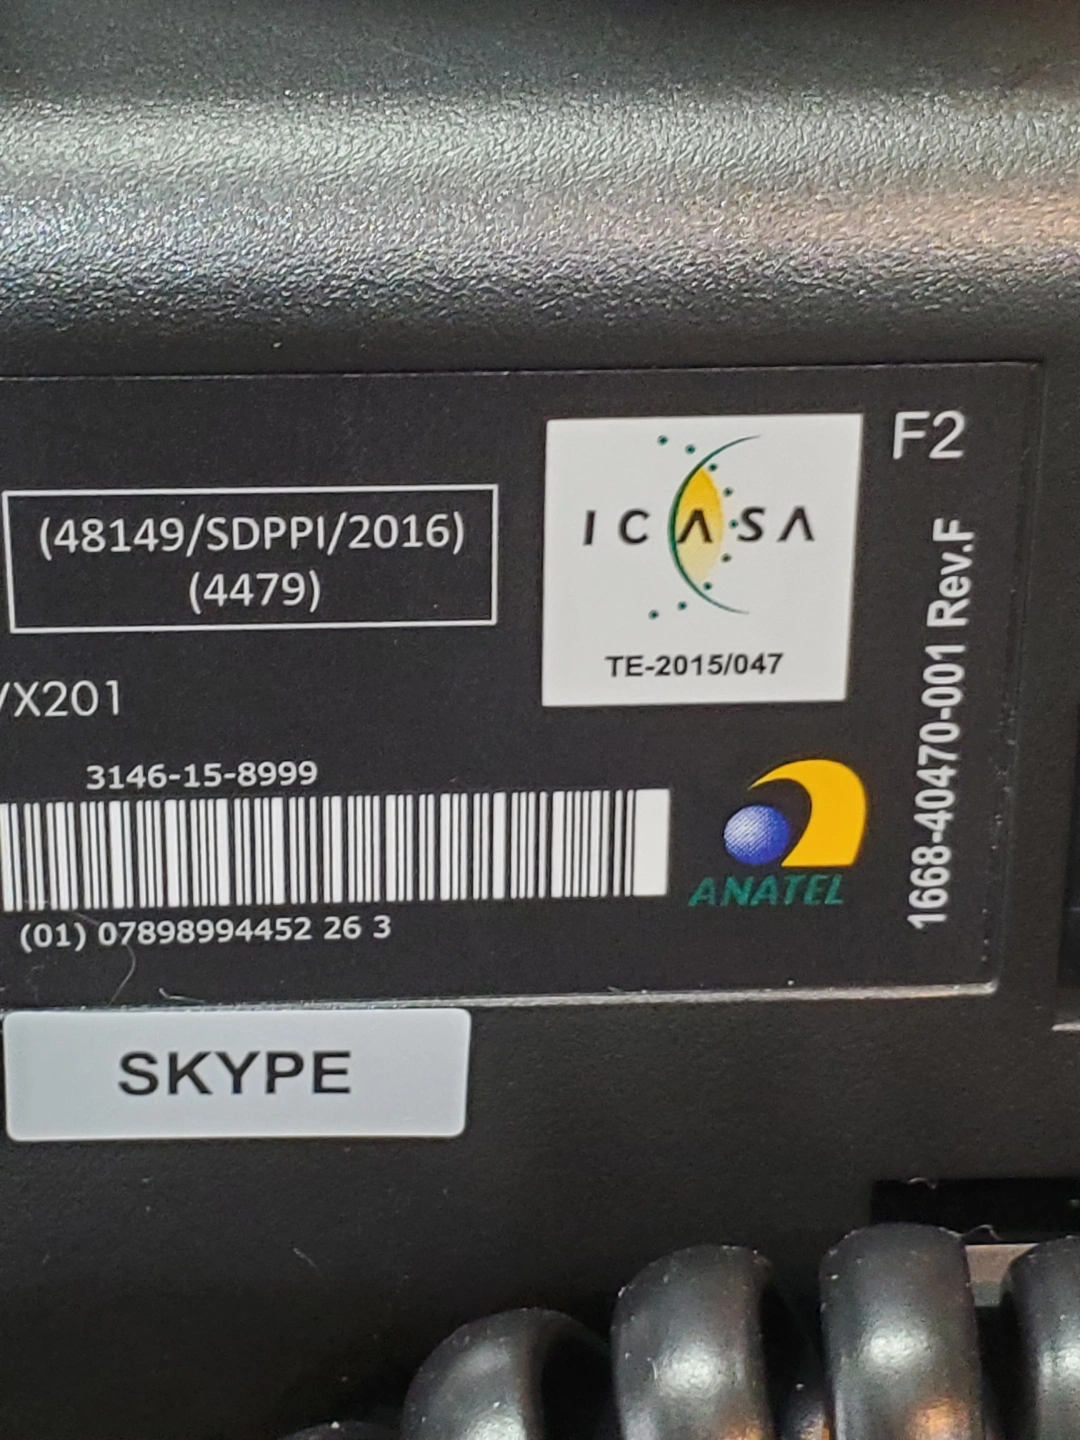 F2
(48149/SDPPI/2016)
(4479)
ICASA
TE-2015/047
/X201
3146-15-8999
(01) 07898994452 26 3
ANATEL
1668-40470-001 Rev.F
SKYPE